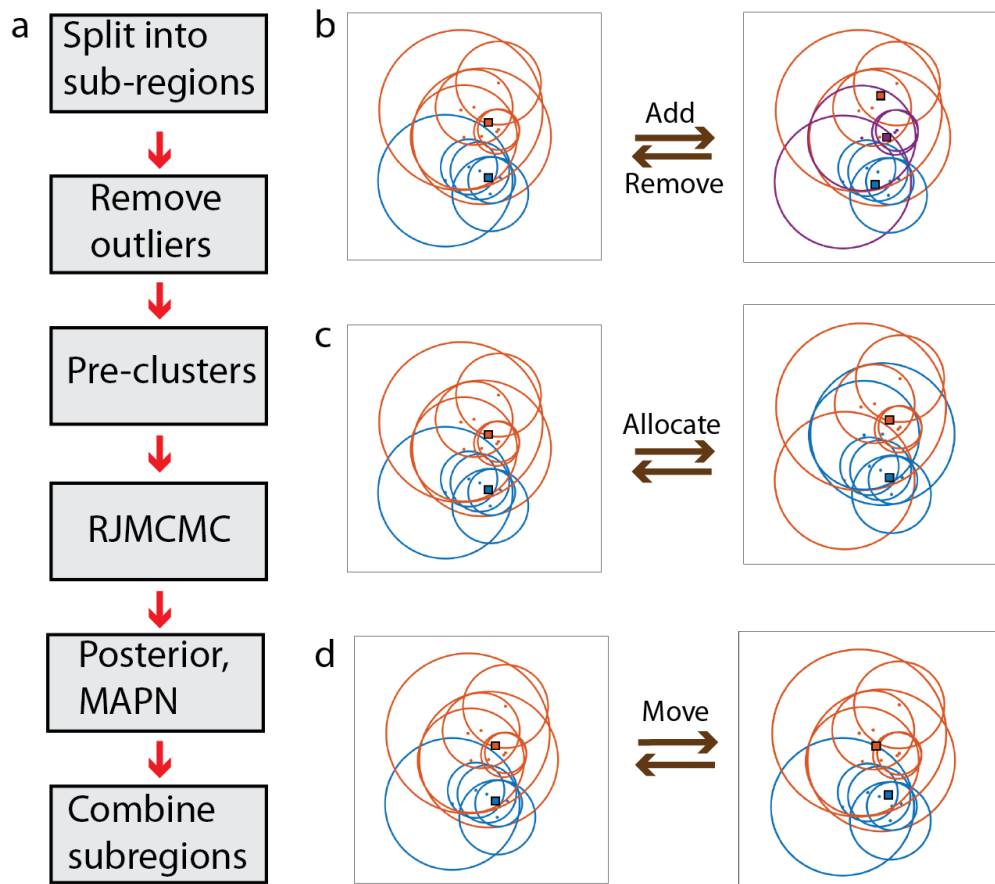 a
Split into
sub-regions
Remove
outliers
Pre-clusters
RJMCMC
Posterior,
MAPN
Combine
subregions
b
Add
Remove
c
Allocate
d
Move